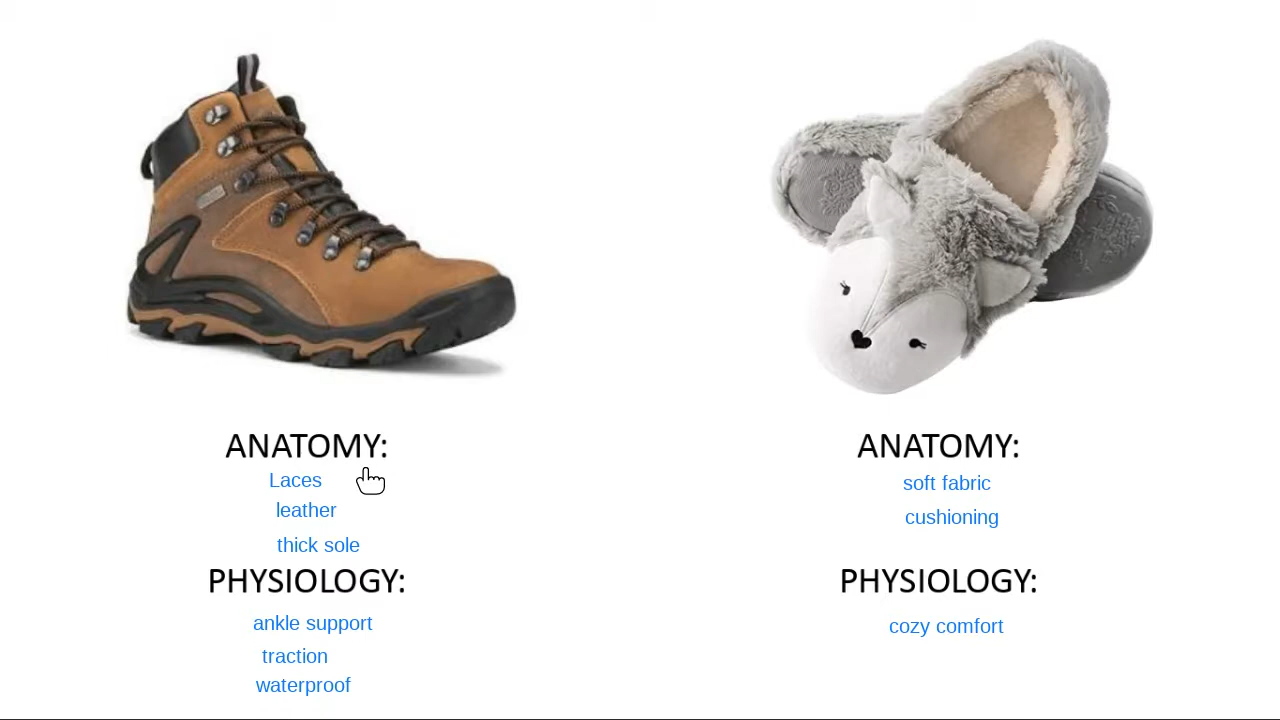 ANATOMY:
Laces
leather
thick sole
PHYSIOLOGY:
ankle support
traction
waterproof
ANATOMY:
soft fabric
cushioning
PHYSIOLOGY:
cozy comfort